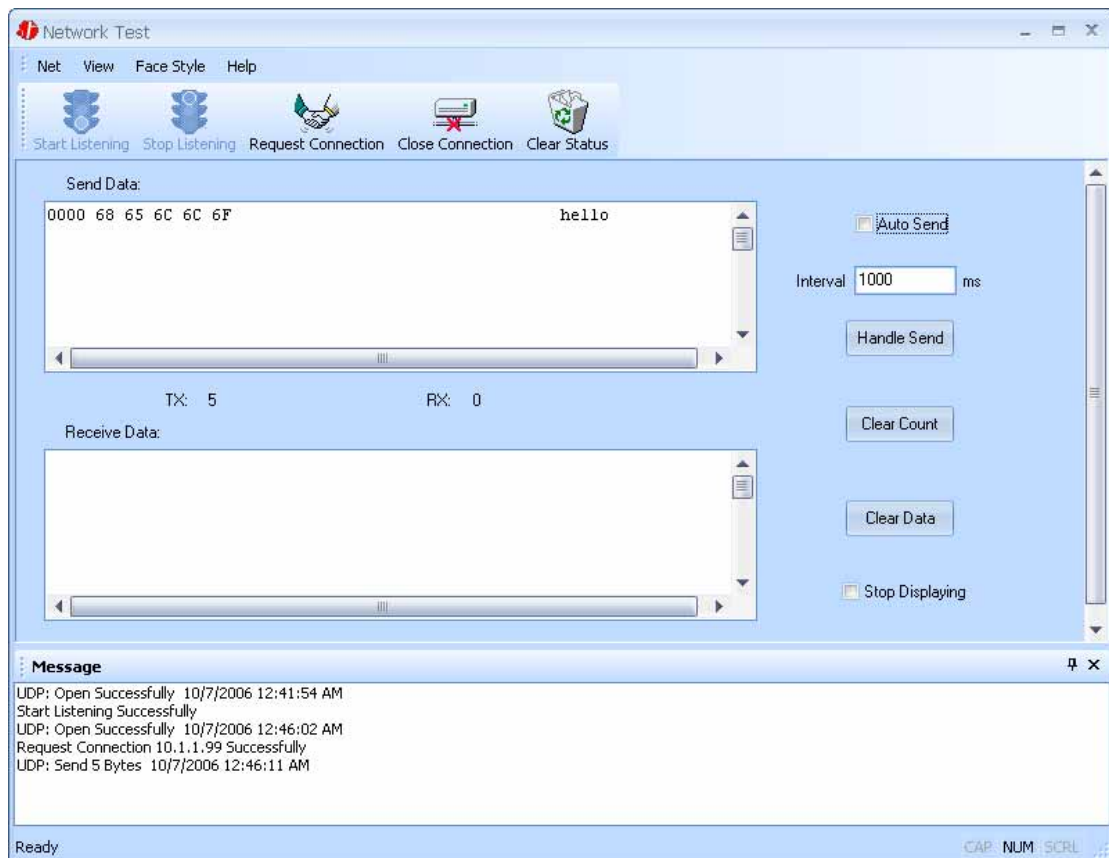 Network Test
Net View Face Style Help
Start Listening Stop Listening Request Connection Close Connection Clear Status
Send Data:
0000 68 65 6C 6C 6F hello
Auto Send
Interval 1000 ms
Handle Send
TX: 5 RX: 0
Clear Count
Receive Data:
Clear Data
Stop Displaying
Message
UDP: Open Successfully 10/7/2006 12:41:54 AM
Start Listening Successfully
UDP: Open Successfully 10/7/2006 12:46:02 AM
Request Connection 10.1.1.99 Successfully
UDP: Send 5 Bytes 10/7/2006 12:46:11 AM
Ready CAP NUM SCRL